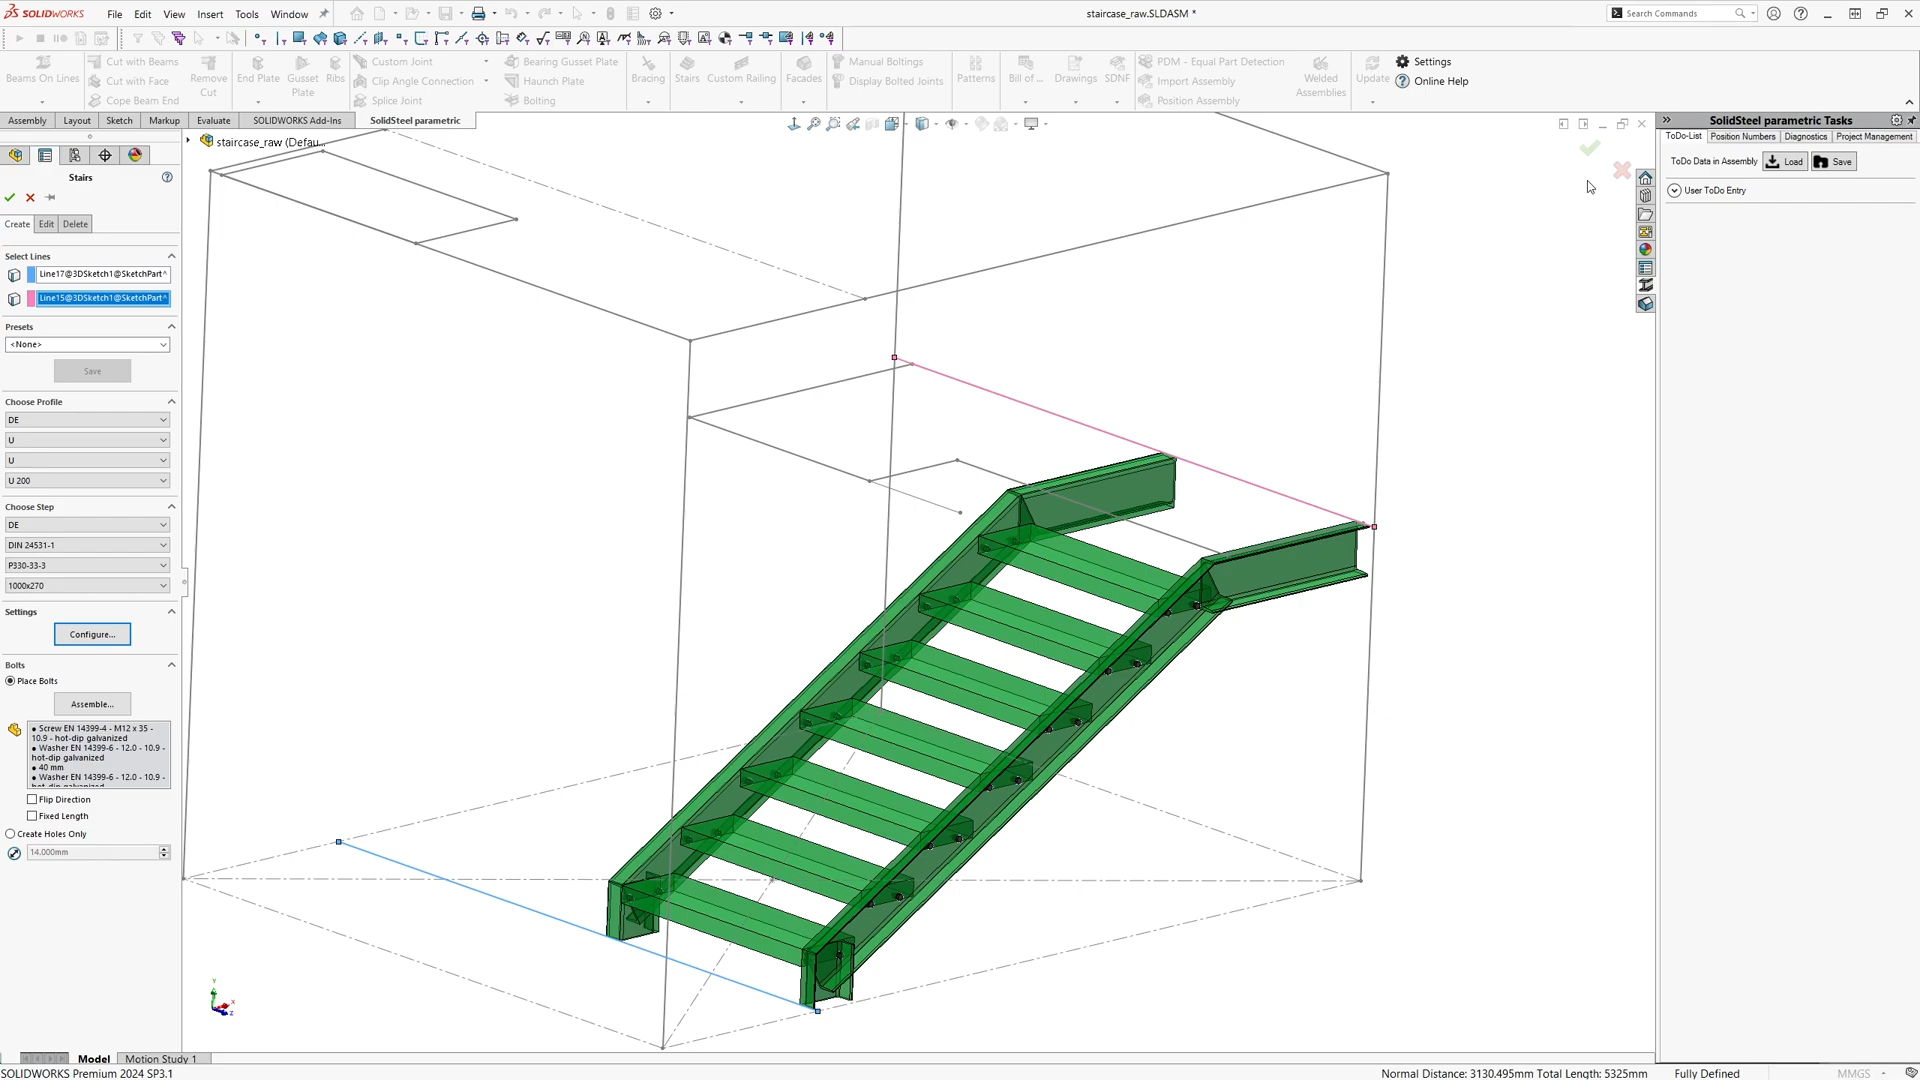 SOLIDWORKS File Edit View Insert Tools Window staircase_raw.SLDASM * Search Commands
Beams On Lines
Cut with Beams
Cut with Face
Cope Beam End
Remove Cut
End Plate
Gusset Plate
Ribs
Custom Joint
Clip Angle Connection
Splice Joint
Bearing Gusset Plate
Haunch Plate
Bolting
Bracing
Stairs
Custom Railing
Facades
Manual Boltings
Display Bolted Joints
Patterns
Bill of ...
Drawings
SDNF
PDM - Equal Part Detection
Import Assembly
Position Assembly
Welded Assemblies
Update
Settings
Online Help
Assembly Layout Sketch Markup Evaluate SOLIDWORKS Add-Ins SolidSteel parametric
staircase_raw (Defau...
Stairs
Create Edit Delete
Select Lines
Line17@3DSketch1@SketchPart^
Line15@3DSketch1@SketchPart^
Presets
<None>
Save
Choose Profile
DE
U
U
U 200
Choose Step
DE
DIN 24531-1
P330-33-3
1000x270
Settings
Configure...
Bolts
Place Bolts
Assemble...
● Screw EN 14399-4 - M12 x 35 -
10.9 - hot-dip galvanized
● Washer EN 14399-6 - 12.0 - 10.9 -
hot-dip galvanized
● 40 mm
● Washer EN 14399-6 - 12.0 - 10.9 -
hot-dip galvanized
Flip Direction
Fixed Length
Create Holes Only
14.000mm
SolidSteel parametric Tasks
ToDo-List Position Numbers Diagnostics Project Management
ToDo Data in Assembly Load Save
User ToDo Entry
Y
X
Z
Model Motion Study 1
SOLIDWORKS Premium 2024 SP3.1 Normal Distance: 3130.495mm Total Length: 5325mm Fully Defined MMGS